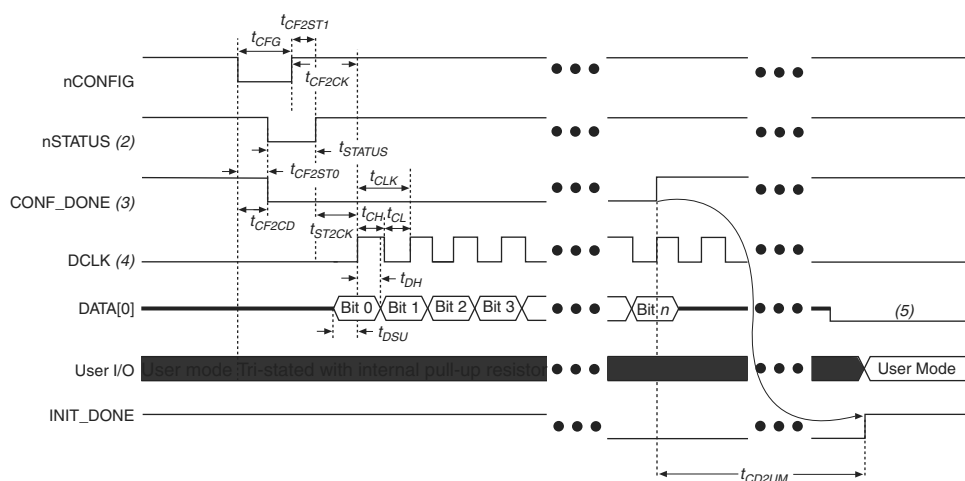 tCF2ST1
tCFG
nCONFIG
tCF2CK
nSTATUS (2)
tSTATUS
tCF2ST0
tCLK
CONF_DONE (3)
tCF2CD
tST2CK
tCH tCL
DCLK (4)
tDH
DATA[0]
Bit 0 Bit 1 Bit 2 Bit 3 Bit n
(5)
tDSU
User I/O
User mode Tri-stated with internal pull-up resistor
User Mode
INIT_DONE
tCD2UM